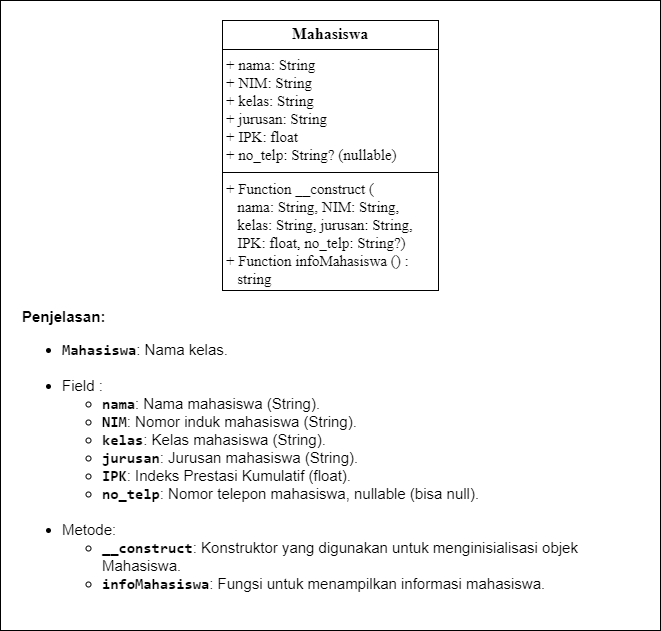 Mahasiswa
+ nama: String
+ NIM: String
+ kelas: String
+ jurusan: String
+ IPK: float
+ no_telp: String? (nullable)
+ Function __construct (
nama: String, NIM: String,
kelas: String, jurusan: String,
IPK: float, no_telp: String?)
+ Function infoMahasiswa () :
string
Penjelasan:
• Mahasiswa: Nama kelas.
• Field :
○ nama: Nama mahasiswa (String).
○ NIM: Nomor induk mahasiswa (String).
○ kelas: Kelas mahasiswa (String).
○ jurusan: Jurusan mahasiswa (String).
○ IPK: Indeks Prestasi Kumulatif (float).
○ no_telp: Nomor telepon mahasiswa, nullable (bisa null).
• Metode:
○ __construct: Konstruktor yang digunakan untuk menginisialisasi objek
Mahasiswa.
○ infoMahasiswa: Fungsi untuk menampilkan informasi mahasiswa.